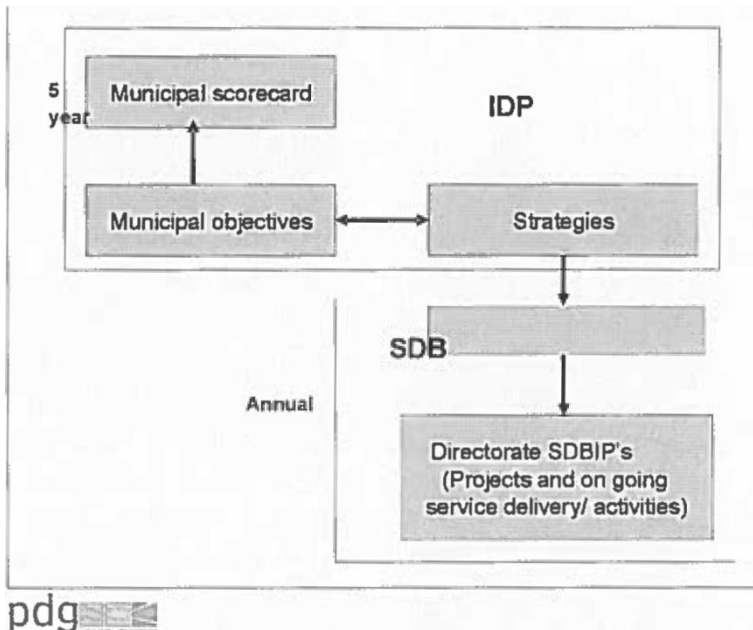 5
year
Municipal scorecard
IDP
Municipal objectives
Strategies
SDB
Annual
Directorate SDBIP's
(Projects and on going
service delivery/ activities)
pdg